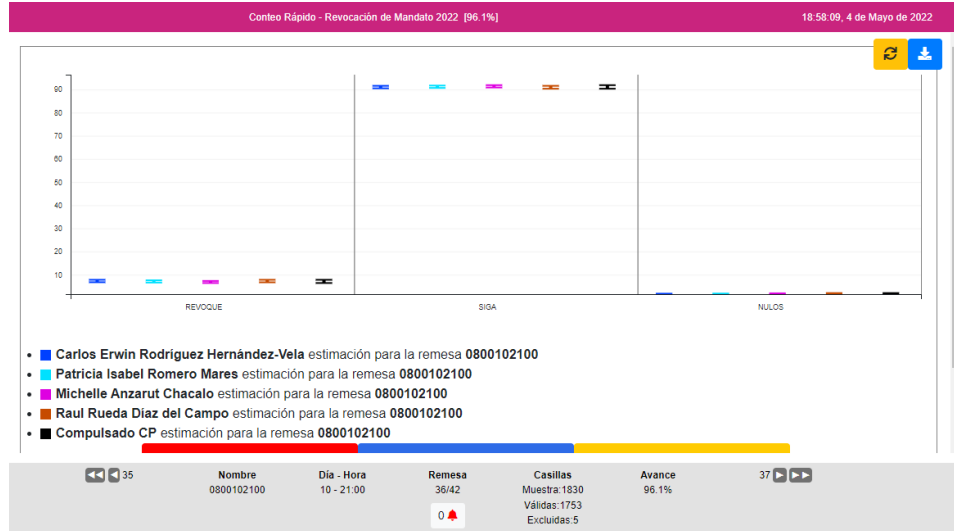 Conteo Rápido - Revocación de Mandato 2022 [96.1%]
18:58:09, 4 de Mayo de 2022
90
80
70
60
50
40
30
20
10
REVOQUE SIGA NULOS
Carlos Erwin Rodríguez Hernández-Vela estimación para la remesa 0800102100
Patricia Isabel Romero Mares estimación para la remesa 0800102100
Michelle Anzarut Chacalo estimación para la remesa 0800102100
Raul Rueda Diaz del Campo estimación para la remesa 0800102100
Compulsado CP estimación para la remesa 0800102100
35 Nombre Día - Hora Remesa Casillas Avance 37
0800102100 10 - 21:00 36/42 Muestra:1830 96.1%
Válidas:1753
0 Excluidas:5